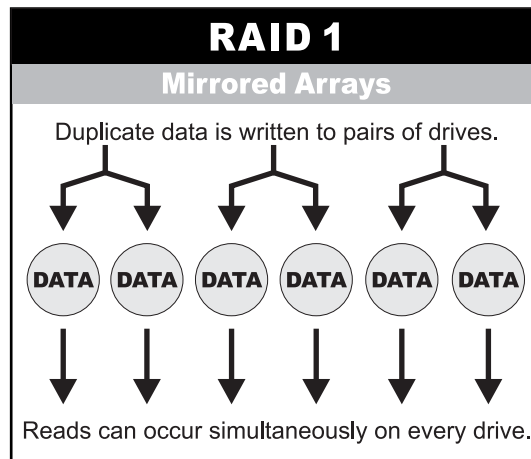 RAID 1
Mirrored Arrays
Duplicate data is written to pairs of drives.
DATA DATA DATA DATA DATA DATA
Reads can occur simultaneously on every drive.